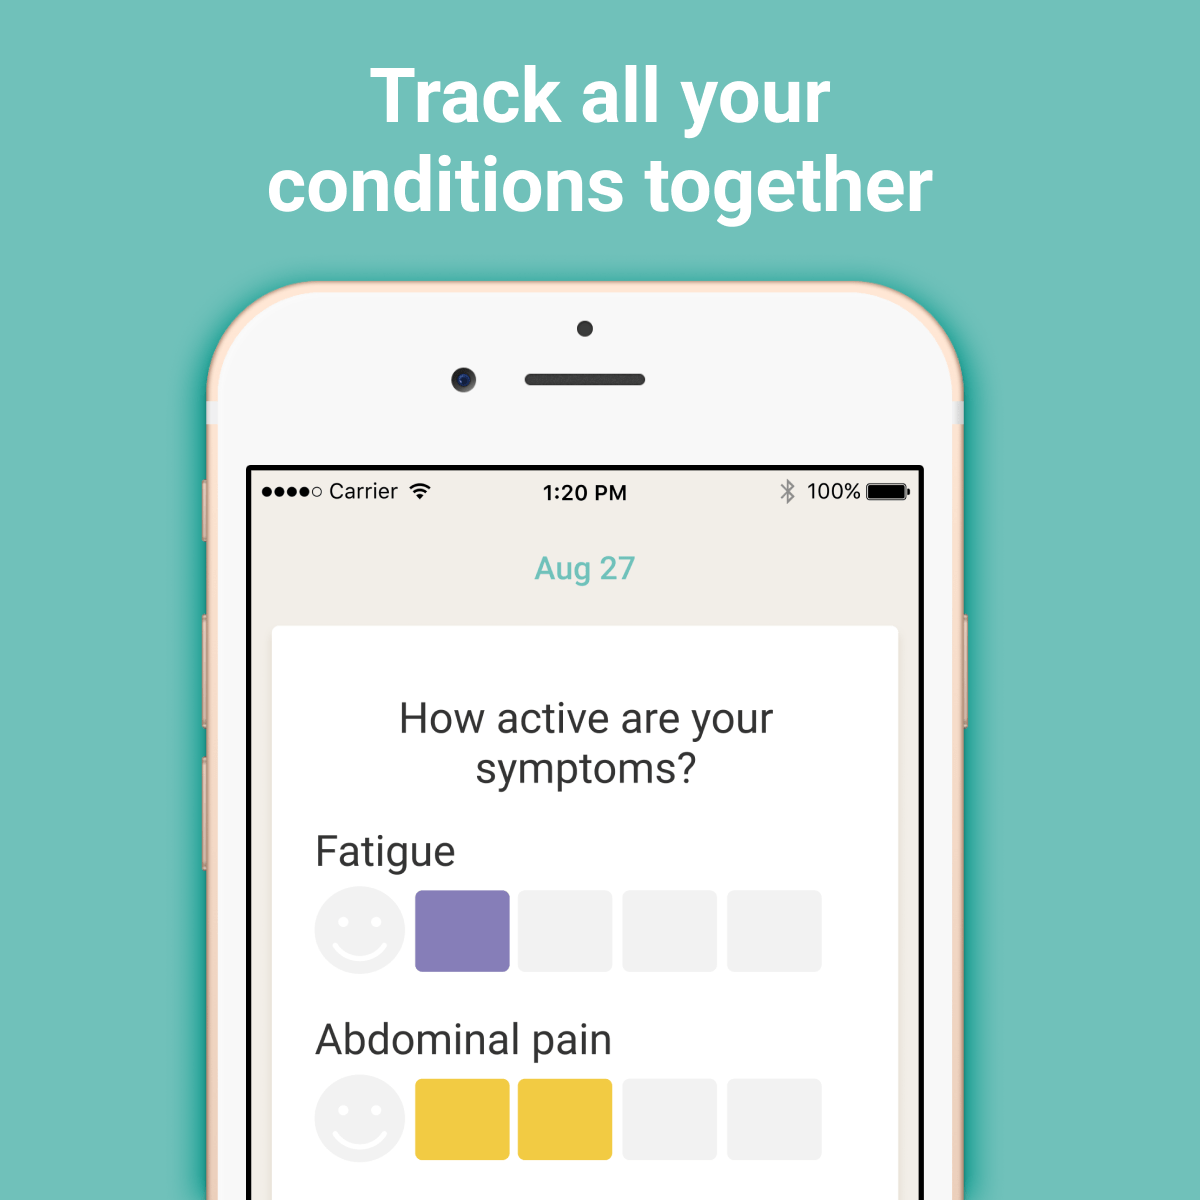 Track all your
conditions together
Carrier 1:20 PM 100%
Aug 27
How active are your
symptoms?
Fatigue
Abdominal pain